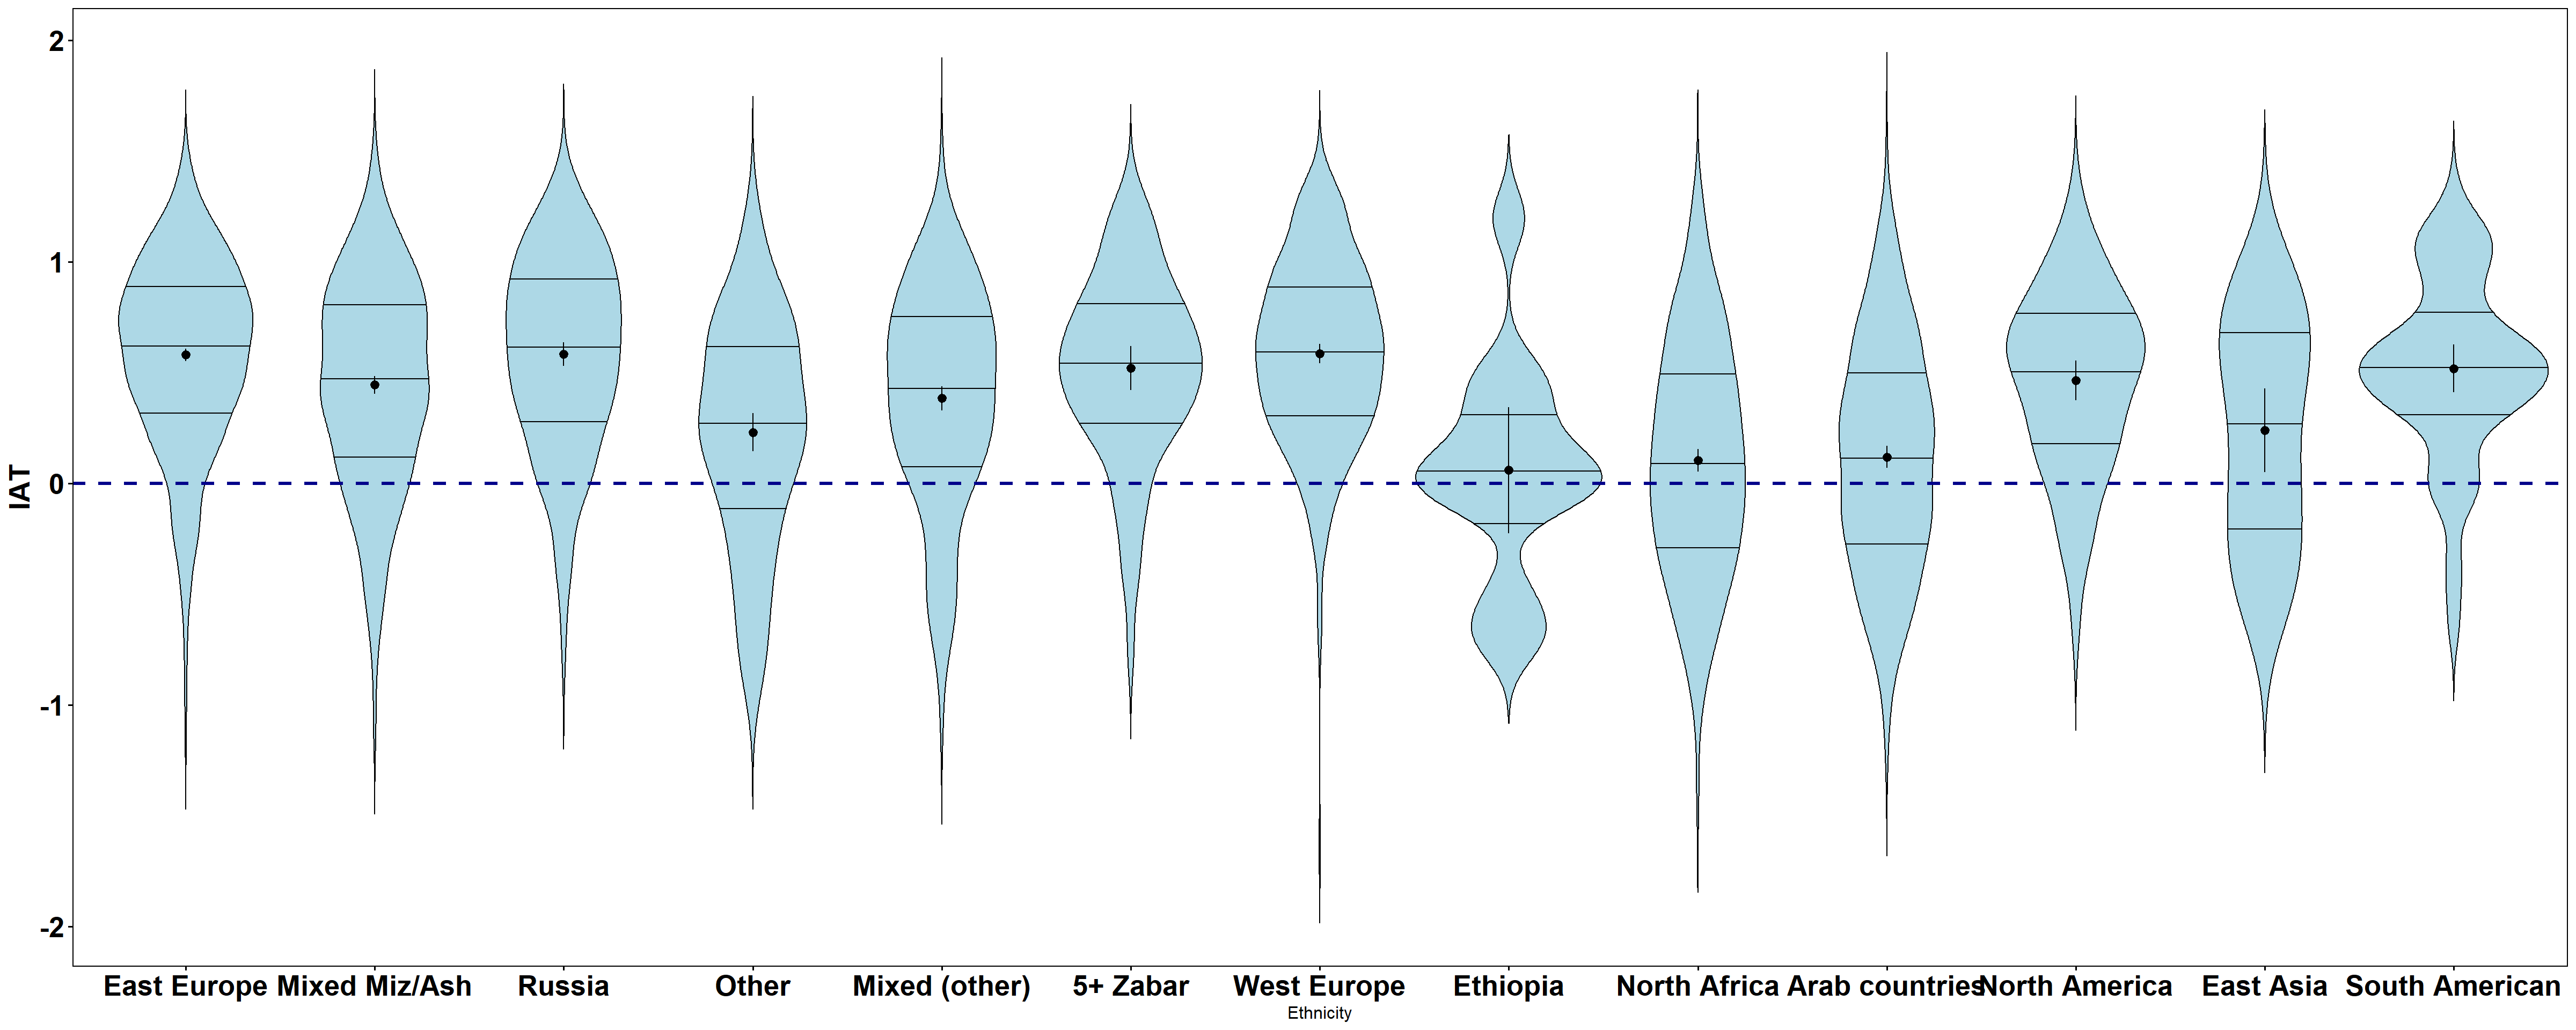 2
1
0
-1
-2
IAT
East Europe Mixed Miz/Ash Russia Other Mixed (other) 5+ Zabar West Europe Ethiopia North Africa Arab countries North America East Asia South American
Ethnicity